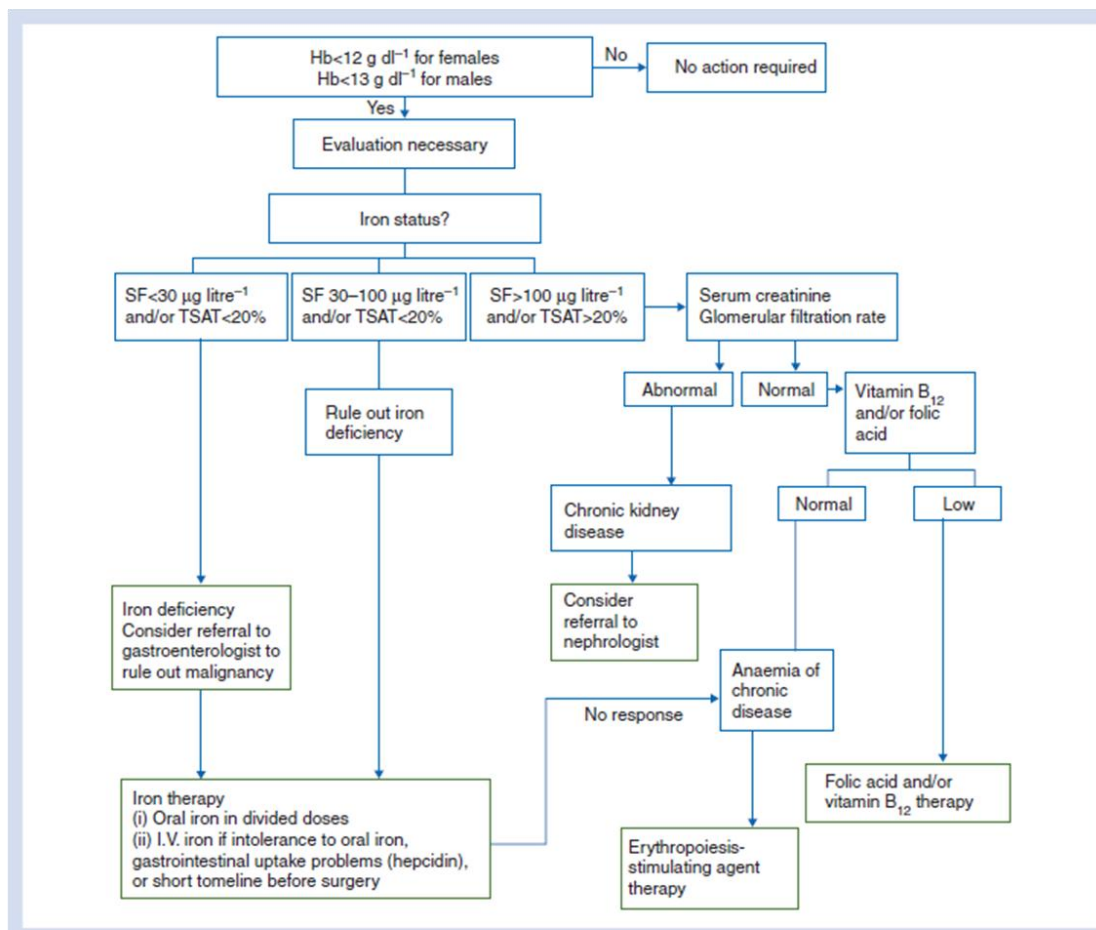 Hb<12 g dl⁻¹ for females
Hb<13 g dl⁻¹ for males
No
No action required
Yes
Evaluation necessary
Iron status?
SF<30 μg litre⁻¹
and/or TSAT<20%
SF 30–100 μg litre⁻¹
and/or TSAT<20%
SF>100 μg litre⁻¹
and/or TSAT>20%
Serum creatinine
Glomerular filtration rate
Abnormal
Normal
Vitamin B₁₂
and/or folic
acid
Rule out iron
deficiency
Normal
Low
Chronic kidney
disease
Iron deficiency
Consider referral to
gastroenterologist to
rule out malignancy
Consider
referral to
nephrologist
Anaemia of
chronic
disease
No response
Iron therapy
(i) Oral iron in divided doses
(ii) I.V. iron if intolerance to oral iron,
gastrointestinal uptake problems (hepcidin),
or short tomeline before surgery
Folic acid and/or
vitamin B₁₂ therapy
Erythropoiesis-
stimulating agent
therapy